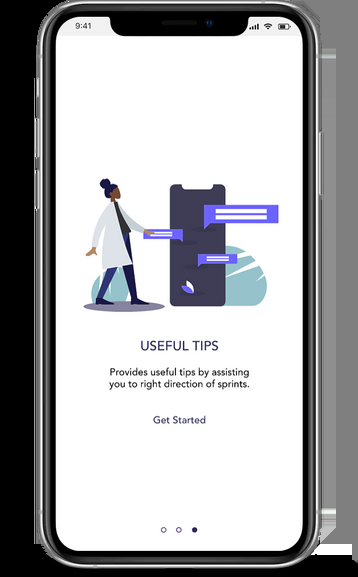 9:41
USEFUL TIPS
Provides useful tips by assisting
you to right direction of sprints.
Get Started